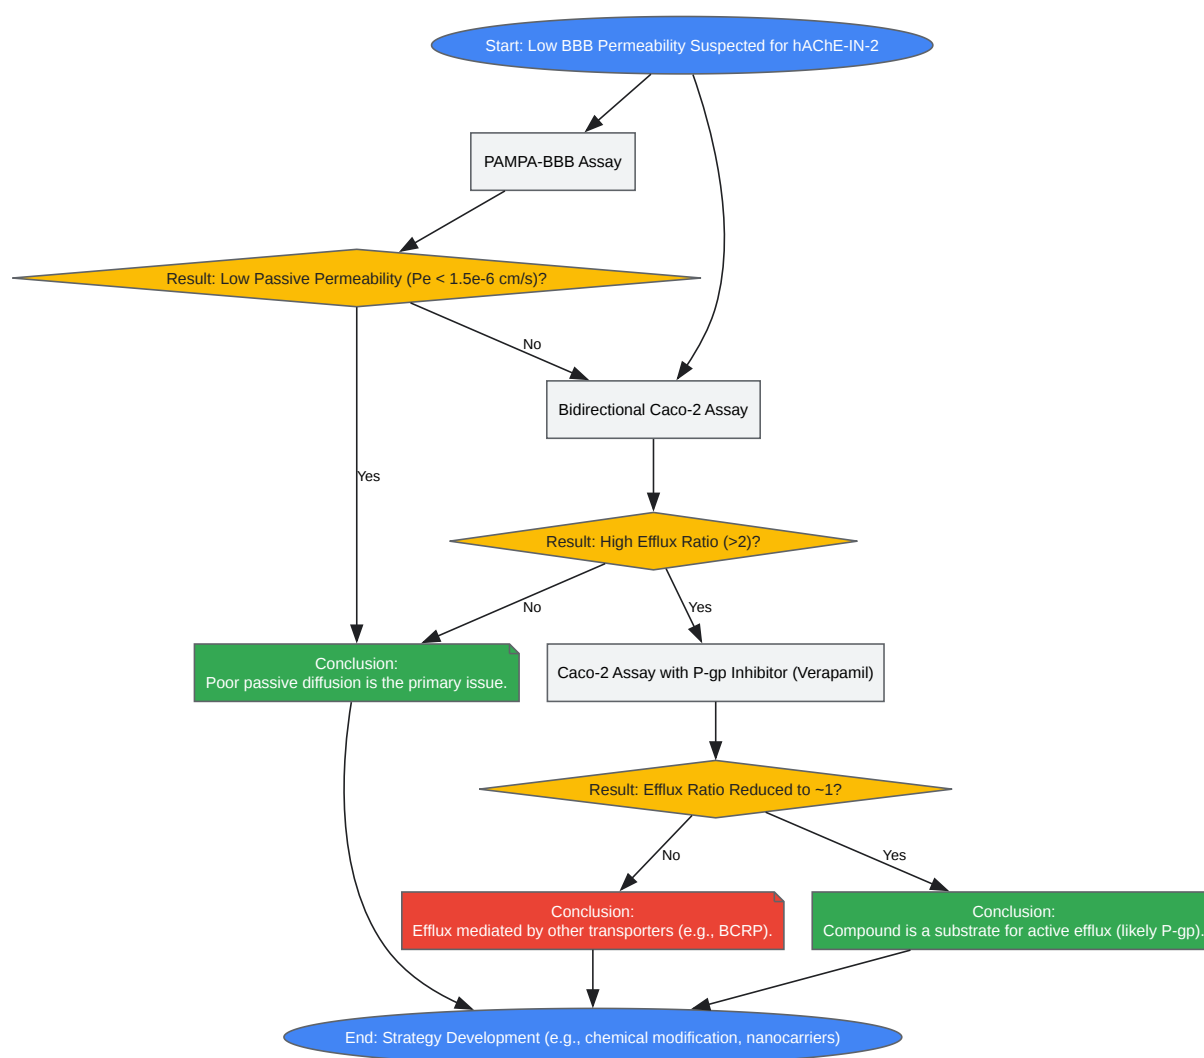 Start: Low BBB Permeability Suspected for hAChE-IN-2
PAMPA-BBB Assay
Result: Low Passive Permeability (Pe < 1.5e-6 cm/s)?
No
Bidirectional Caco-2 Assay
Yes
Result: High Efflux Ratio (>2)?
No
Yes
Conclusion:
Poor passive diffusion is the primary issue.
Caco-2 Assay with P-gp Inhibitor (Verapamil)
Result: Efflux Ratio Reduced to ~1?
No
Yes
Conclusion:
Efflux mediated by other transporters (e.g., BCRP).
Conclusion:
Compound is a substrate for active efflux (likely P-gp).
End: Strategy Development (e.g., chemical modification, nanocarriers)